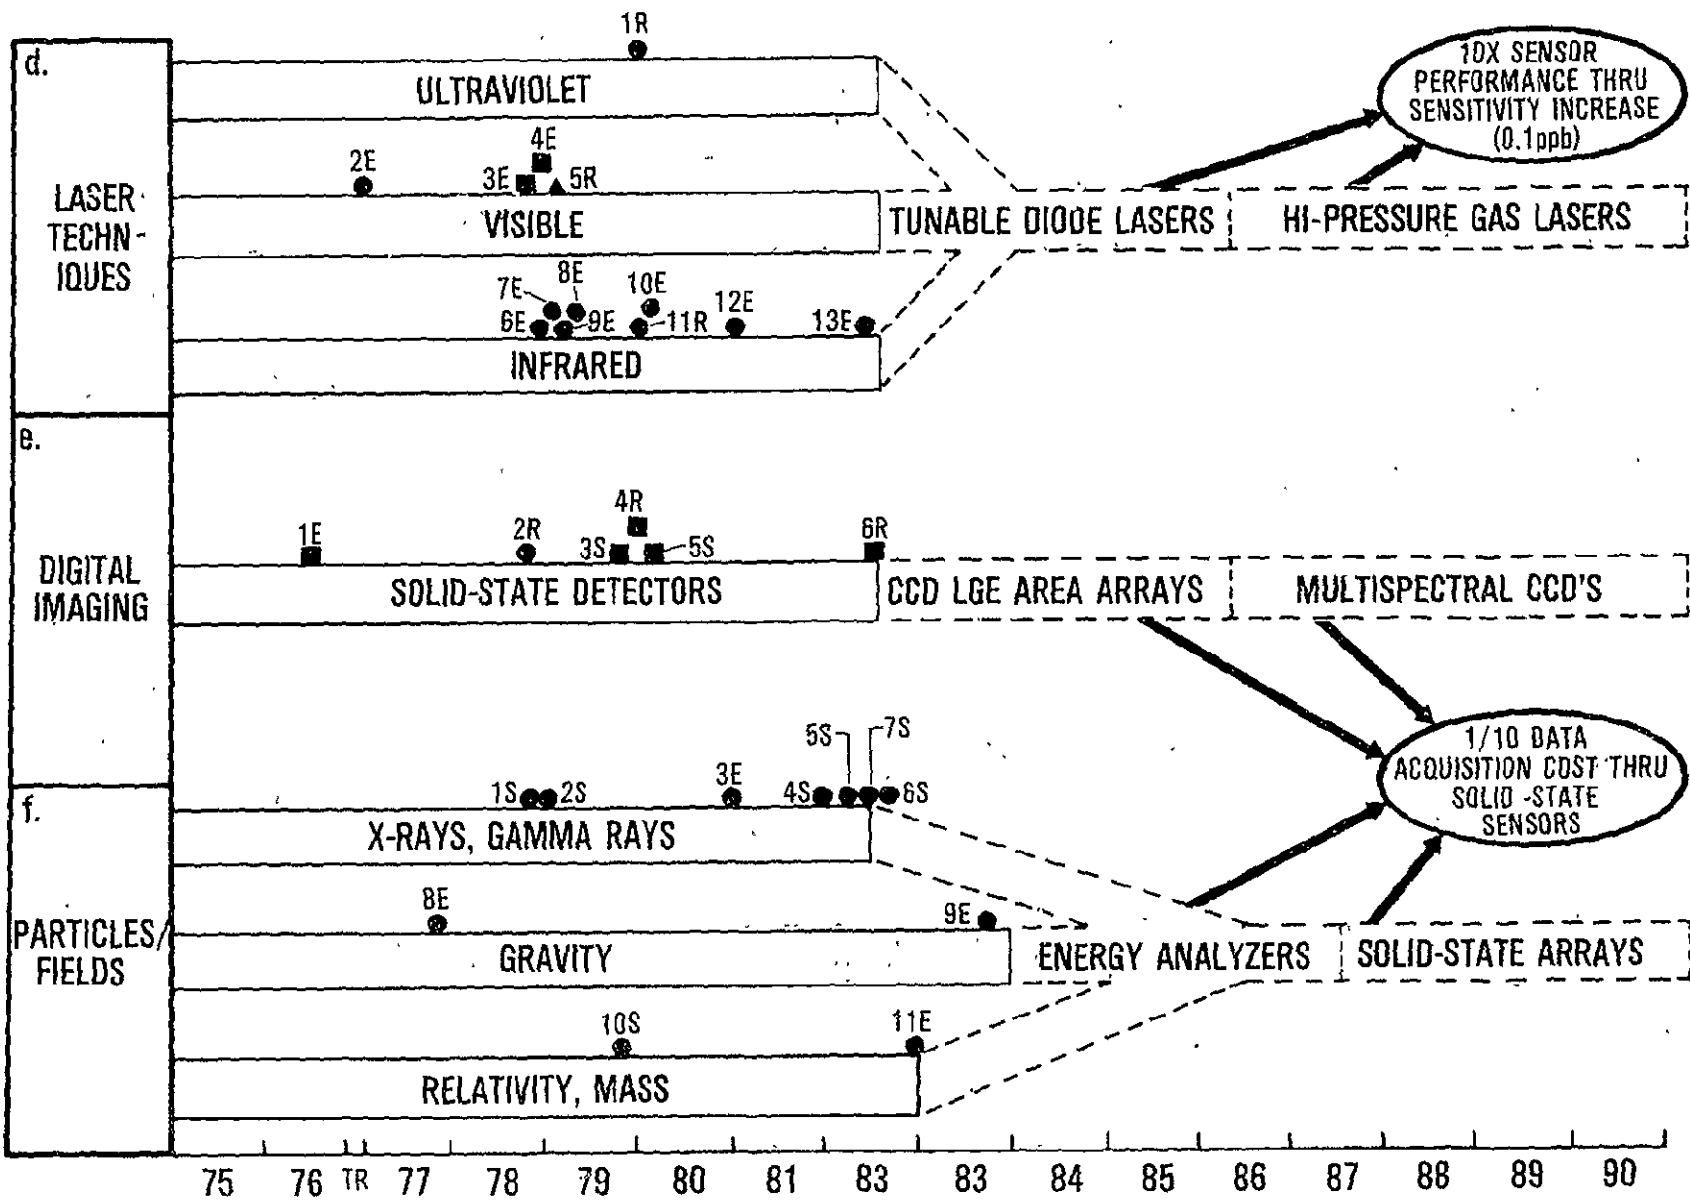 d.
LASER
TECHN-
IQUES
1R
ULTRAVIOLET
2E
3E
4E
5R
VISIBLE
TUNABLE DIODE LASERS
HI-PRESSURE GAS LASERS
10X SENSOR
PERFORMANCE THRU
SENSITIVITY INCREASE
(0.1ppb)
7E
8E
10E
12E
6E
9E
11R
13E
INFRARED
e.
DIGITAL
IMAGING
1E
2R
3S
4R
5S
6R
SOLID-STATE DETECTORS
CCD LGE AREA ARRAYS
MULTISPECTRAL CCD'S
1/10 DATA
ACQUISITION COST THRU
SOLID-STATE
SENSORS
f.
PARTICLES/
FIELDS
1S
2S
3E
4S
5S
7S
6S
X-RAYS, GAMMA RAYS
8E
9E
GRAVITY
ENERGY ANALYZERS
SOLID-STATE ARRAYS
10S
11E
RELATIVITY, MASS
75 76 TR 77 78 79 80 81 83 83 84 85 86 87 88 89 90